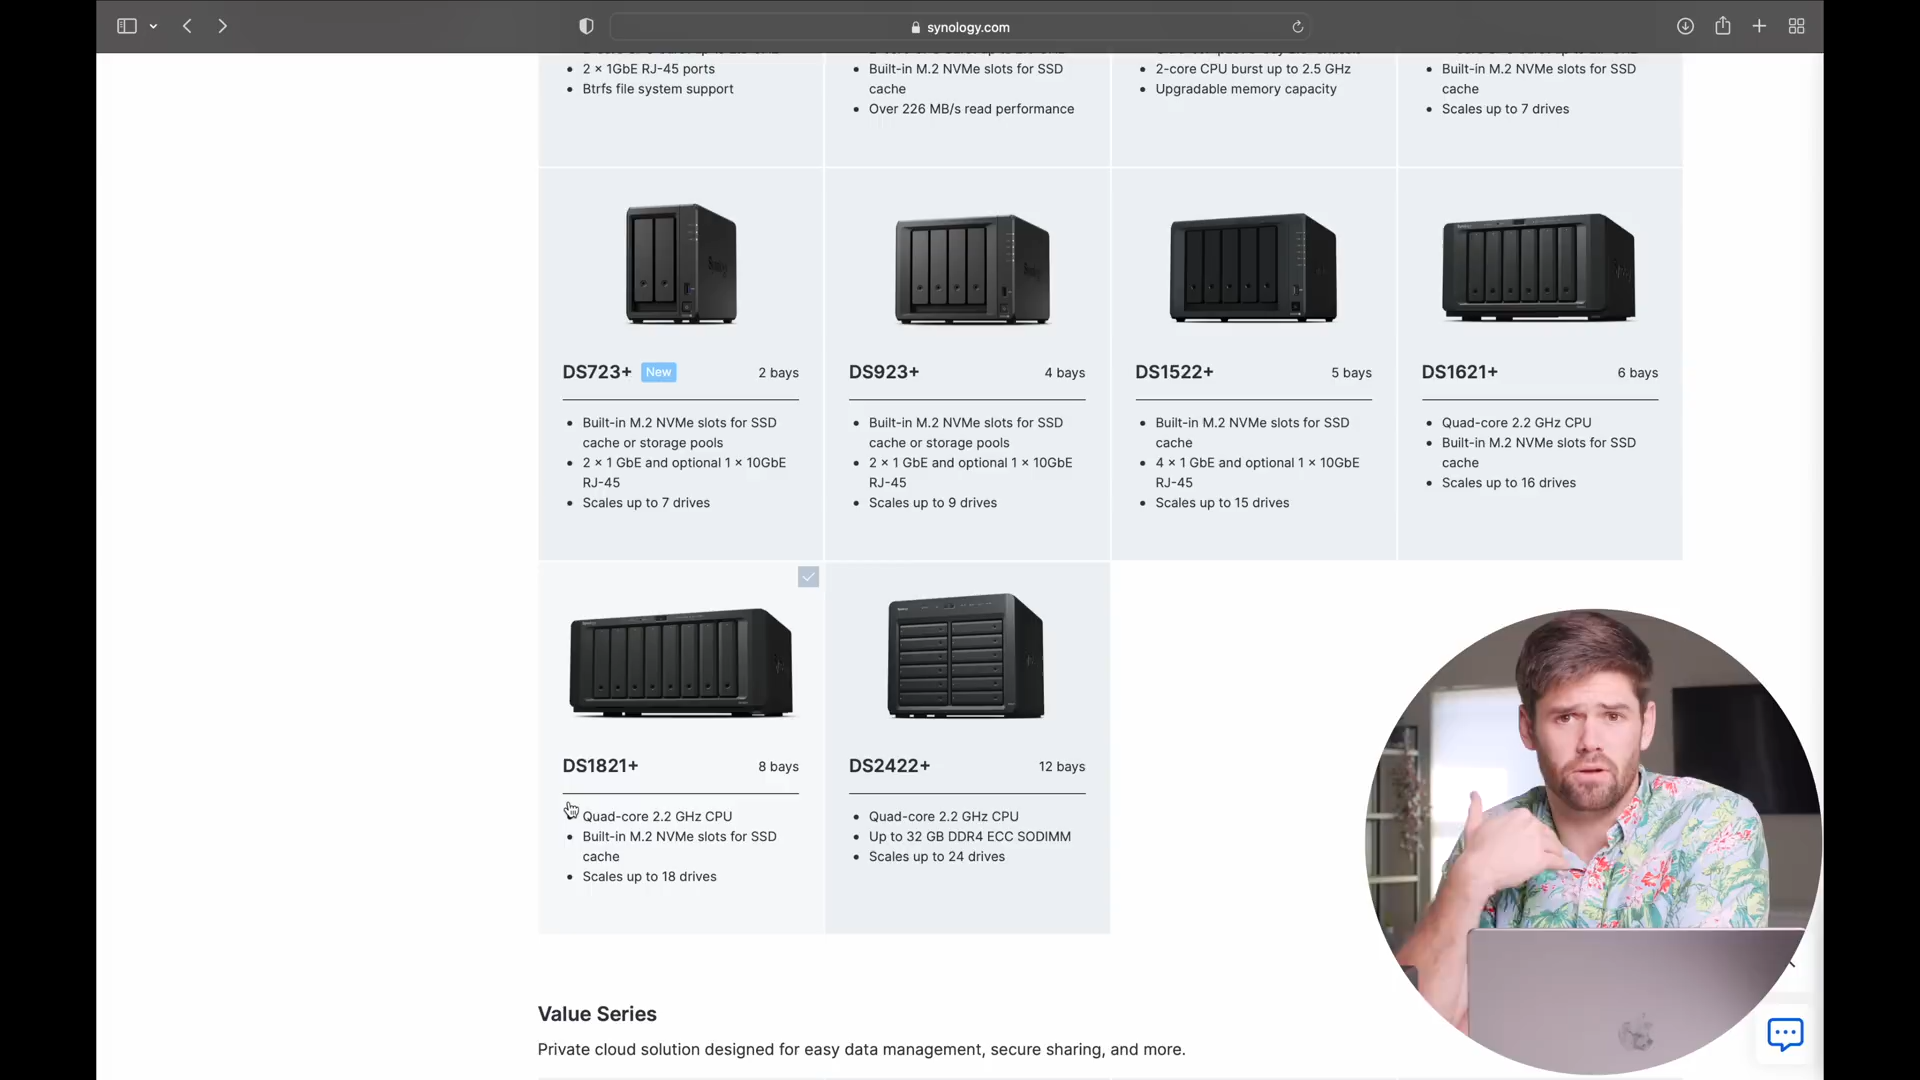 synology.com
2 × 1GbE RJ-45 ports
Btrfs file system support
Built-in M.2 NVMe slots for SSD
cache
Over 226 MB/s read performance
2-core CPU burst up to 2.5 GHz
Upgradable memory capacity
Built-in M.2 NVMe slots for SSD
cache
Scales up to 7 drives
DS723+ New 2 bays
Built-in M.2 NVMe slots for SSD
cache or storage pools
2 × 1 GbE and optional 1 × 10GbE
RJ-45
Scales up to 7 drives
DS923+ 4 bays
Built-in M.2 NVMe slots for SSD
cache or storage pools
2 × 1 GbE and optional 1 × 10GbE
RJ-45
Scales up to 9 drives
DS1522+ 5 bays
Built-in M.2 NVMe slots for SSD
cache
4 × 1 GbE and optional 1 × 10GbE
RJ-45
Scales up to 15 drives
DS1621+ 6 bays
Quad-core 2.2 GHz CPU
Built-in M.2 NVMe slots for SSD
cache
Scales up to 16 drives
DS1821+ 8 bays
Quad-core 2.2 GHz CPU
Built-in M.2 NVMe slots for SSD
cache
Scales up to 18 drives
DS2422+ 12 bays
Quad-core 2.2 GHz CPU
Up to 32 GB DDR4 ECC SODIMM
Scales up to 24 drives
Value Series
Private cloud solution designed for easy data management, secure sharing, and more.